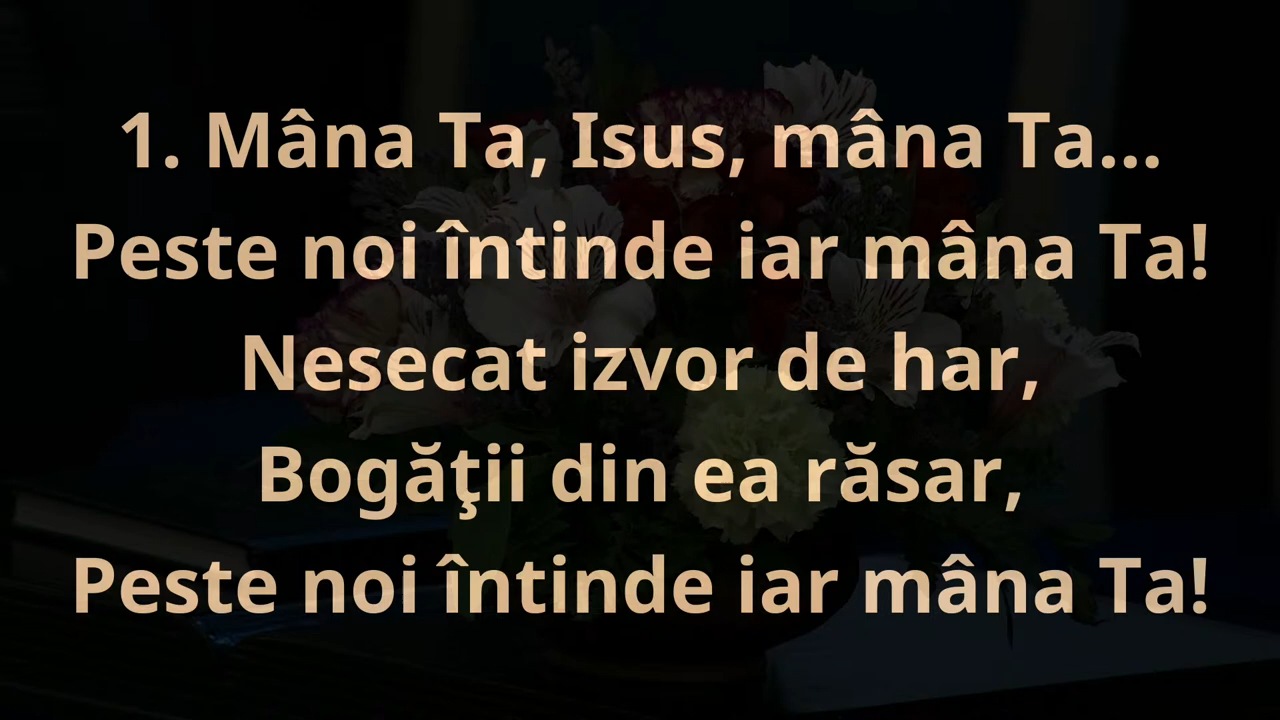 1. Mâna Ta, Isus, mâna Ta...
Peste noi întinde iar mâna Ta!
Nesecat izvor de har,
Bogăţii din ea răsar,
Peste noi întinde iar mâna Ta!